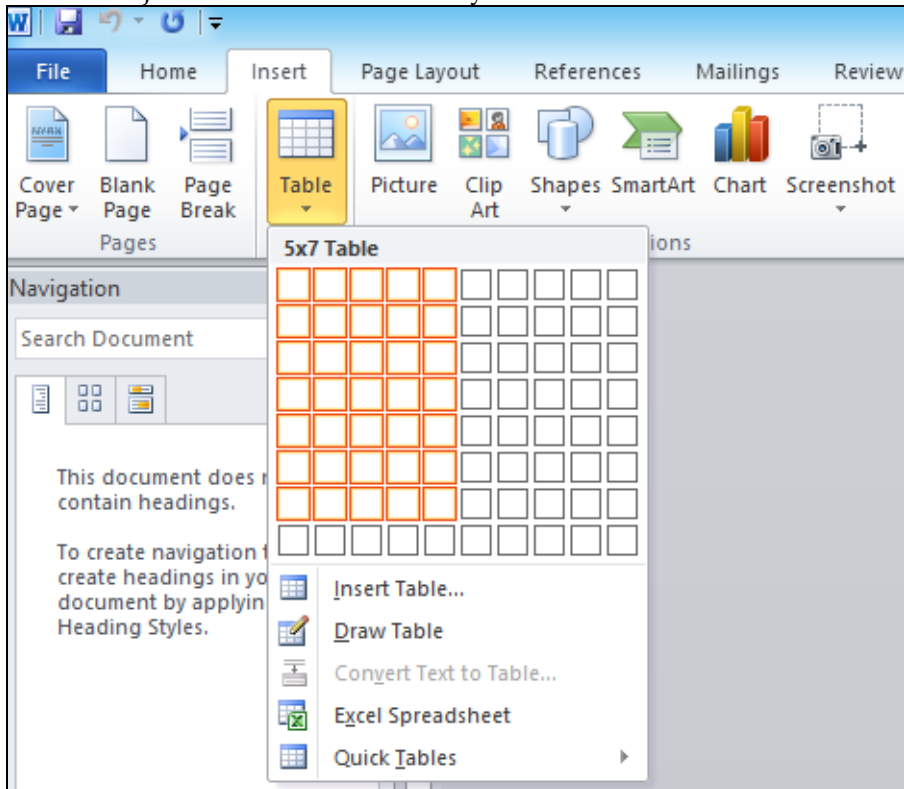 W
File Home Insert Page Layout References Mailings Review
Cover Page Blank Page Page Break Table Picture Clip Art Shapes SmartArt Chart Screenshot
Pages ions
5x7 Table
Navigation
Search Document
This document does
contain headings.
To create navigation
create headings in
document by
Heading Styles.
Insert Table...
Draw Table
Convert Text to Table...
Excel Spreadsheet
Quick Tables